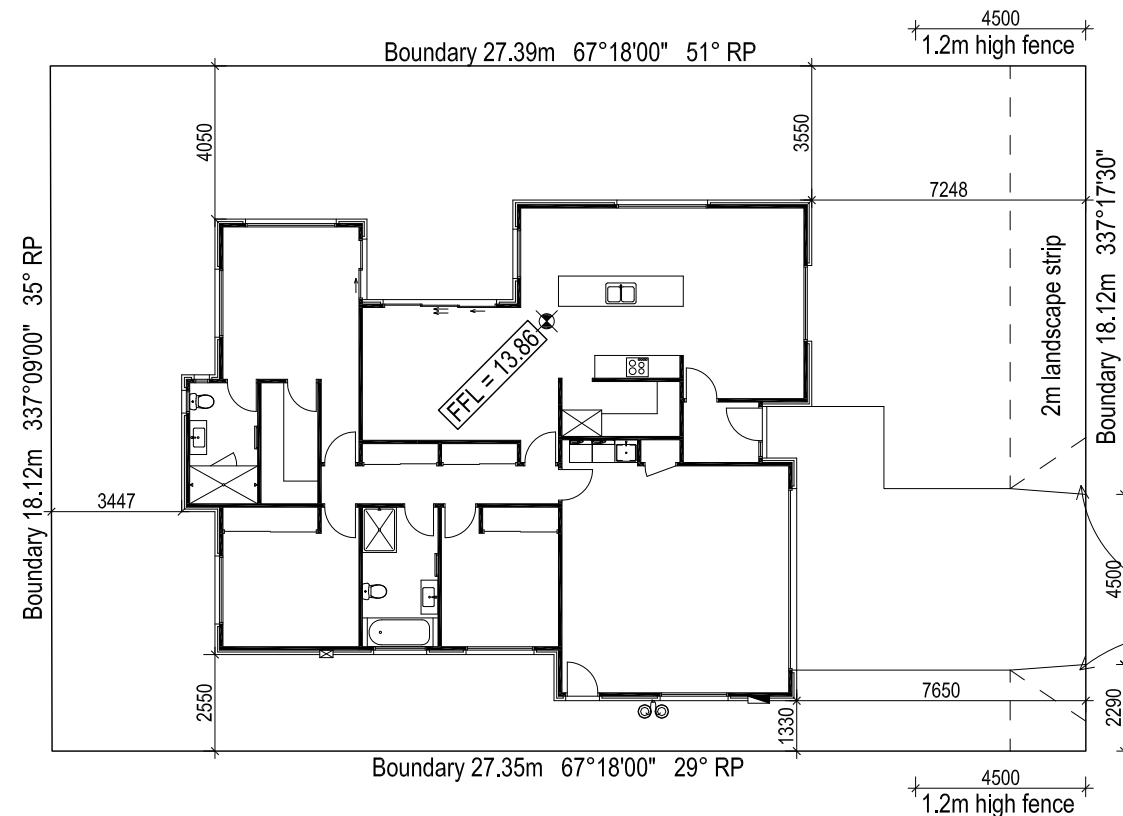 4500
1.2m high fence
Boundary 27.39m 67°18'00" 51° RP
4050
3550
7248
Boundary 18.12m 337°09'00" 35° RP
2m landscape strip
Boundary 18.12m 337°17'30"
FFL = 13.86
3447
4500
2550
7650
1330
2290
Boundary 27.35m 67°18'00" 29° RP
4500
1.2m high fence